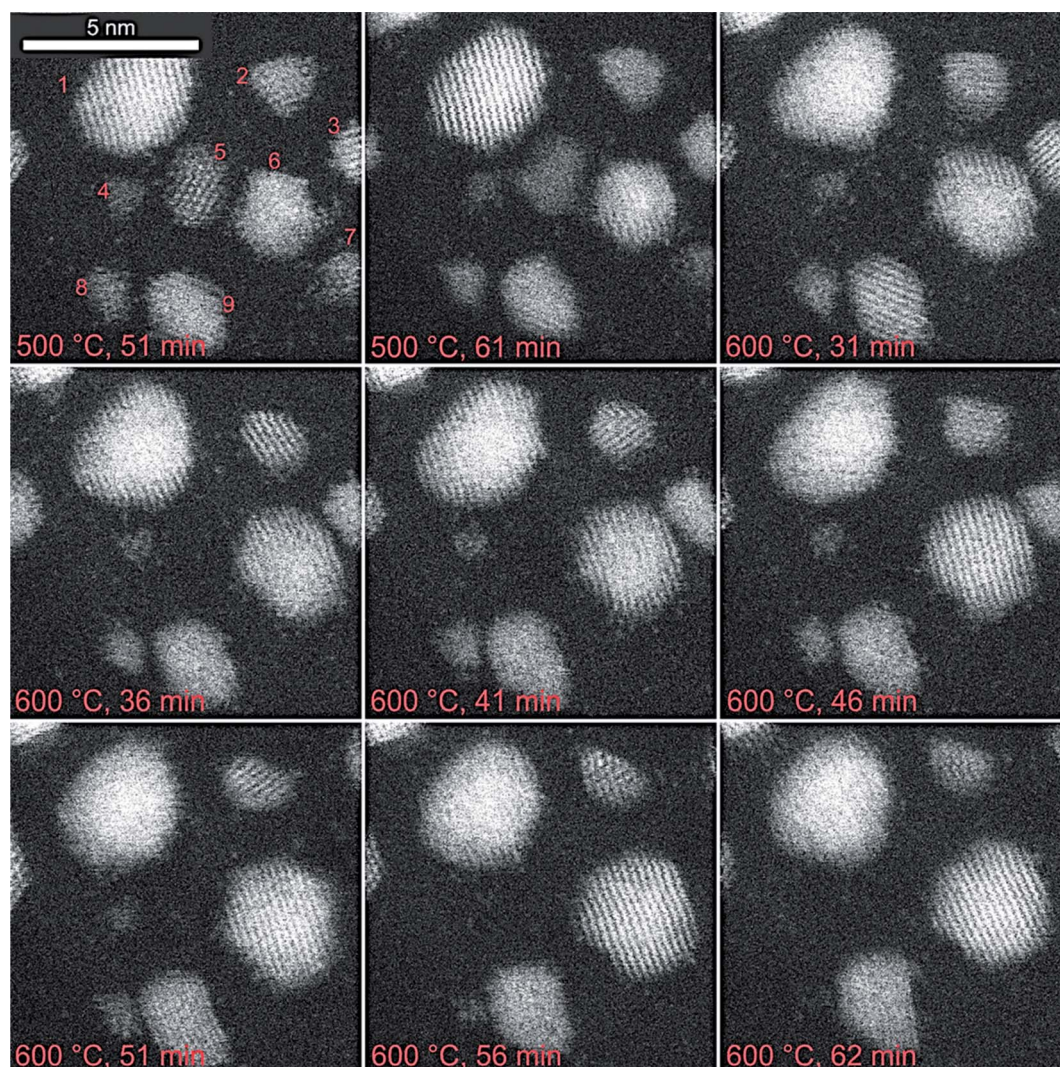 5 nm
1
2
3
4
5
6
7
8
9
500 °C, 51 min
500 °C, 61 min
600 °C, 31 min
600 °C, 36 min
600 °C, 41 min
600 °C, 46 min
600 °C, 51 min
600 °C, 56 min
600 °C, 62 min